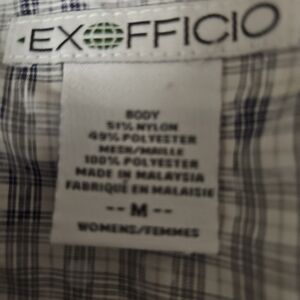 EXOFFICIO
BODY
51% NYLON
49% POLYESTER
MESH/MAILLE
100% POLYESTER
MADE IN MALAYSIA
FABRIQUÉ EN MALAISIE
-- M --
WOMENS/FEMMES